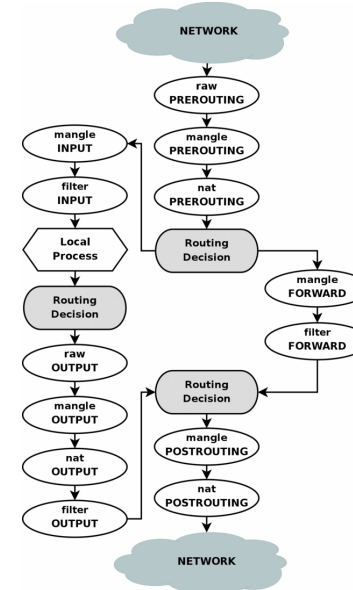 NETWORK
raw
PREROUTING
mangle
PREROUTING
nat
PREROUTING
Routing
Decision
mangle
INPUT
filter
INPUT
Local
Process
Routing
Decision
raw
OUTPUT
mangle
OUTPUT
nat
OUTPUT
filter
OUTPUT
mangle
FORWARD
filter
FORWARD
Routing
Decision
mangle
POSTROUTING
nat
POSTROUTING
NETWORK